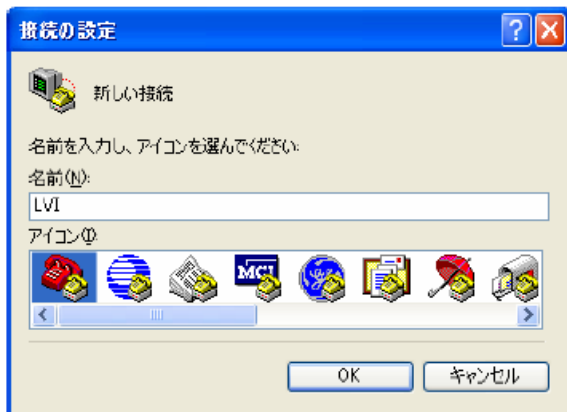 接続の設定
新しい接続
名前を入力し、アイコンを選んでください:
名前(N):
LVI
アイコン(I):
MCI
OK キャンセル